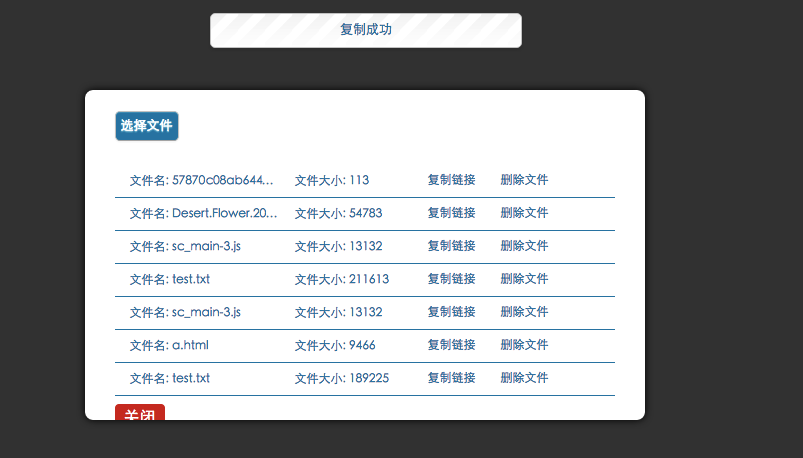 复制成功
选择文件
文件名: 57870c08ab644... 文件大小: 113 复制链接 删除文件
文件名: Desert.Flower.20... 文件大小: 54783 复制链接 删除文件
文件名: sc_main-3.js 文件大小: 13132 复制链接 删除文件
文件名: test.txt 文件大小: 211613 复制链接 删除文件
文件名: sc_main-3.js 文件大小: 13132 复制链接 删除文件
文件名: a.html 文件大小: 9466 复制链接 删除文件
文件名: test.txt 文件大小: 189225 复制链接 删除文件
关闭